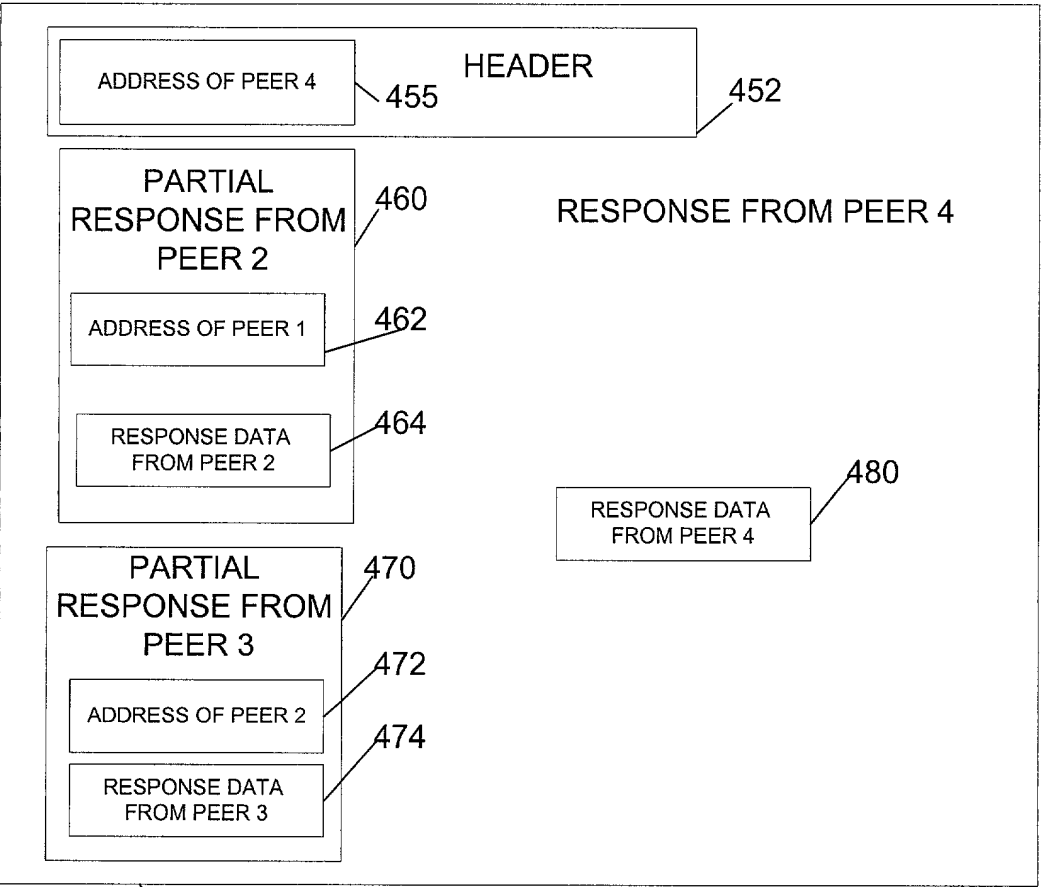 HEADER
ADDRESS OF PEER 4
455
452
PARTIAL
RESPONSE FROM
PEER 2
460
RESPONSE FROM PEER 4
ADDRESS OF PEER 1
462
RESPONSE DATA
FROM PEER 2
464
480
RESPONSE DATA
FROM PEER 4
PARTIAL
RESPONSE FROM
PEER 3
470
ADDRESS OF PEER 2
472
RESPONSE DATA
FROM PEER 3
474